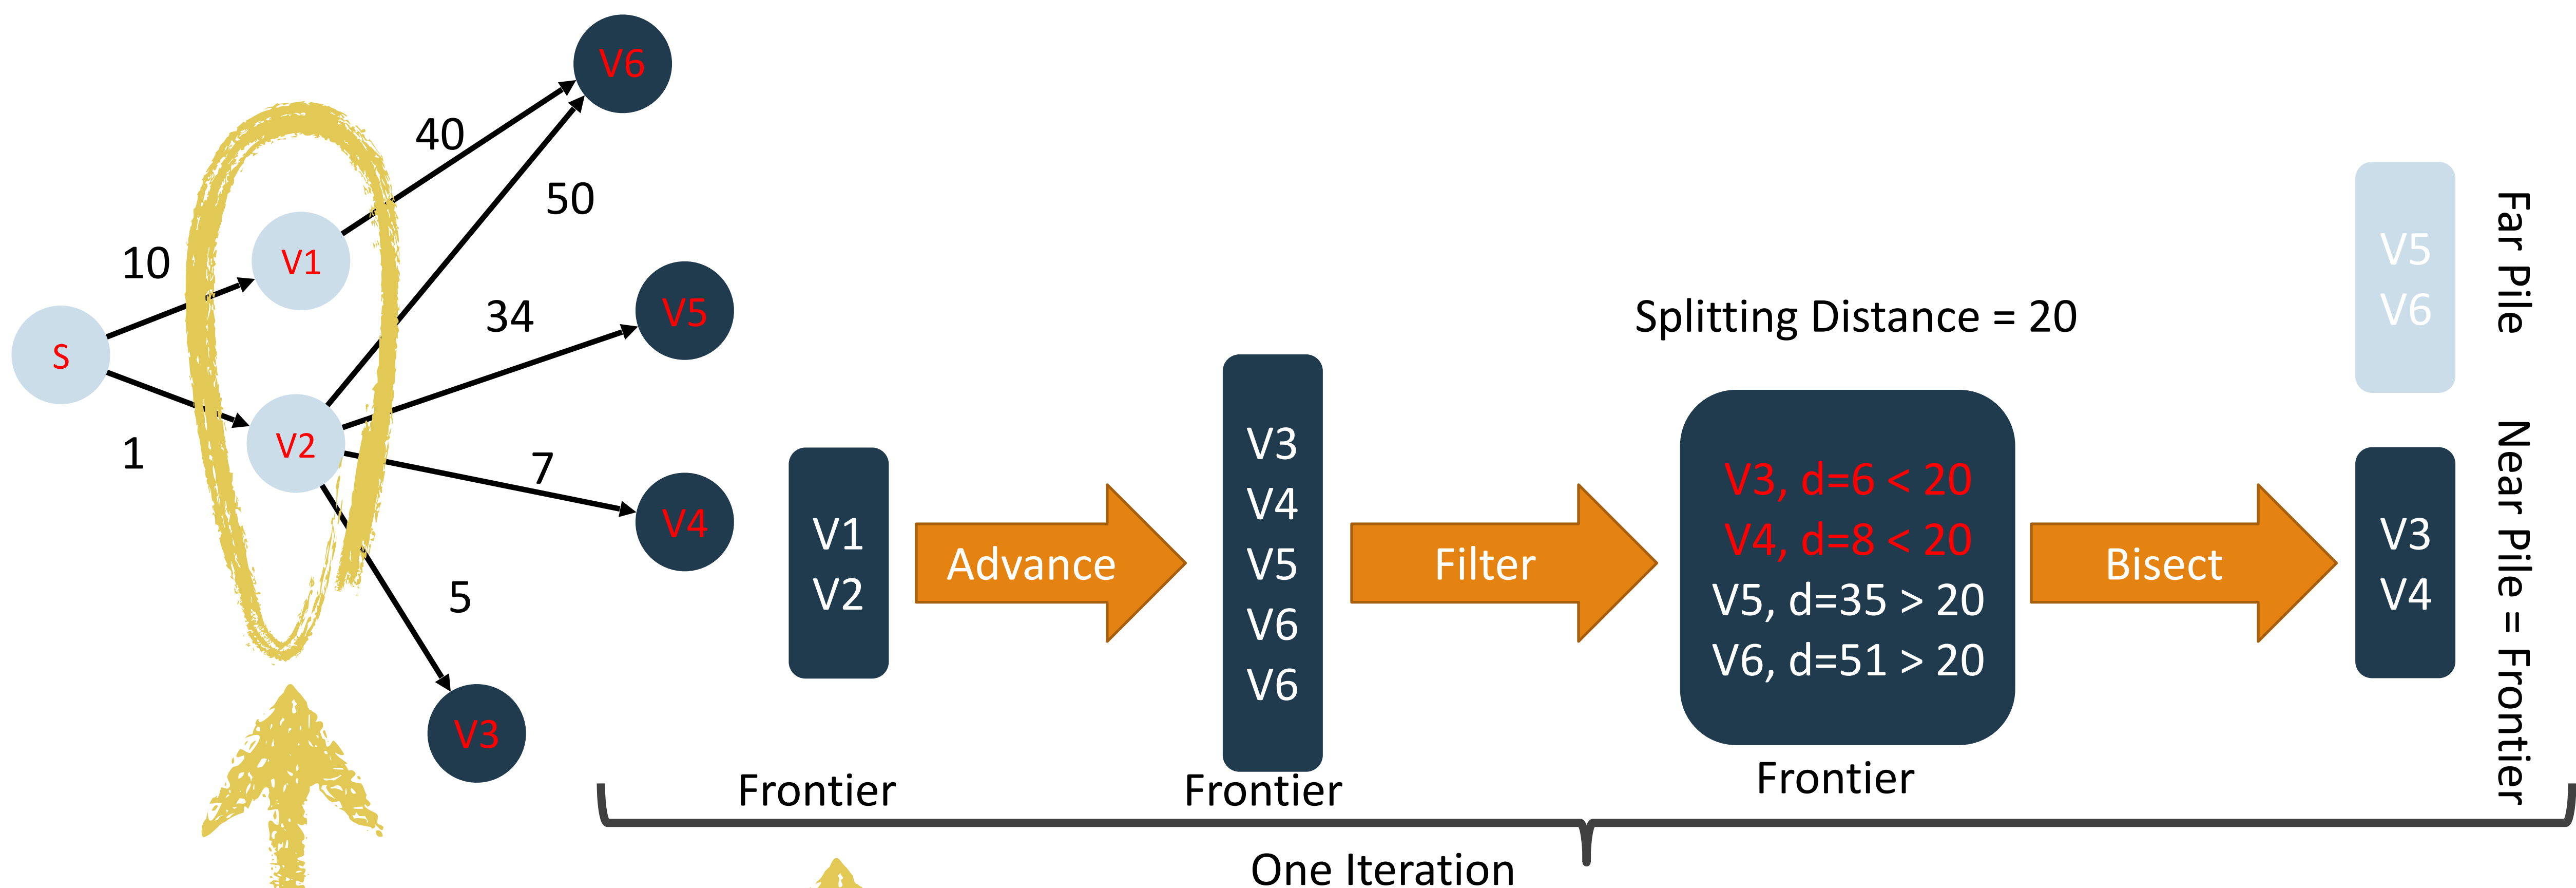 V6
40
50
10
V1
34
V5
S
V2
1
7
V4
5
V3
V1
V2
Frontier
Advance
V3
V4
V5
V6
V6
Frontier
Filter
Splitting Distance = 20
V3, d=6 < 20
V4, d=8 < 20
V5, d=35 > 20
V6, d=51 > 20
Frontier
Bisect
V5
V6
Far Pile
V3
V4
Near Pile = Frontier
One Iteration